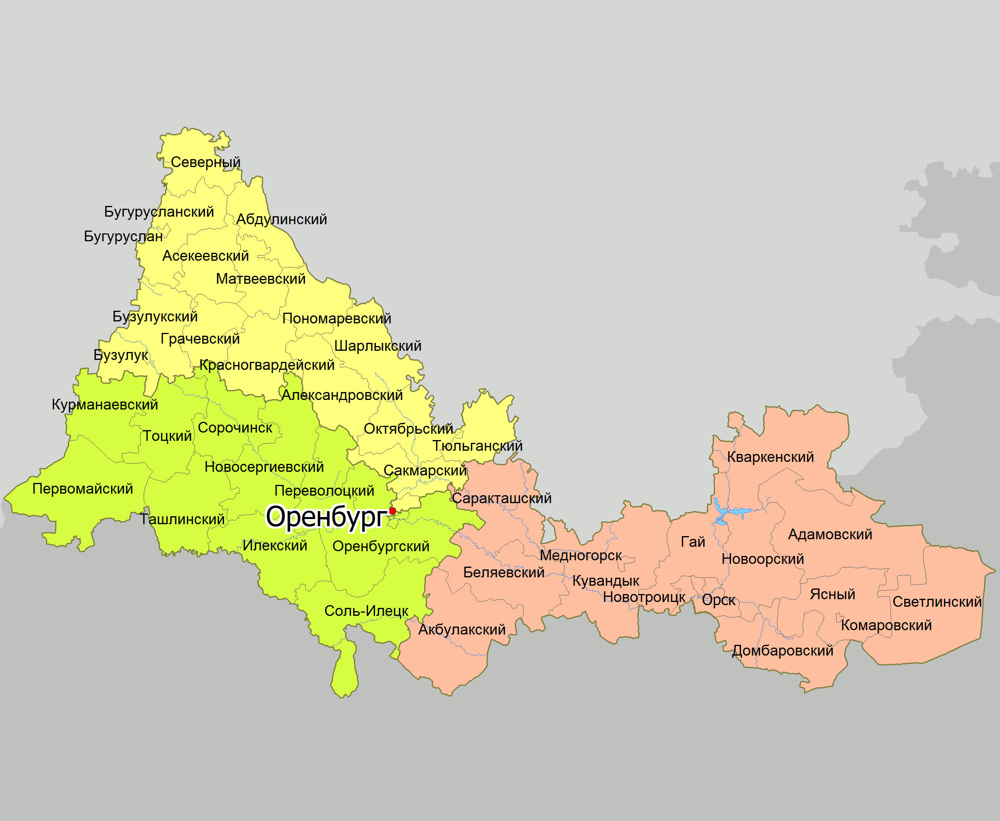 Северный
Бугурусланский
Абдулинский
Бугуруслан
Асекеевский
Матвеевский
Бузулукский
Пономаревский
Грачевский
Шарлыкский
Бузулук
Красногвардейский
Александровский
Курманаевский
Сорочинск
Октябрьский
Тоцкий
Тюльганский
Кваркенский
Новосергиевский
Сакмарский
Первомайский
Переволоцкий
Саракташский
Оренбург
Ташлинский
Адамовский
Гай
Илекский
Оренбургский
Медногорск
Новоорский
Беляевский
Кувандык
Ясный
Новотроицк
Орск
Светлинский
Соль-Илецк
Комаровский
Акбулакский
Домбаровский